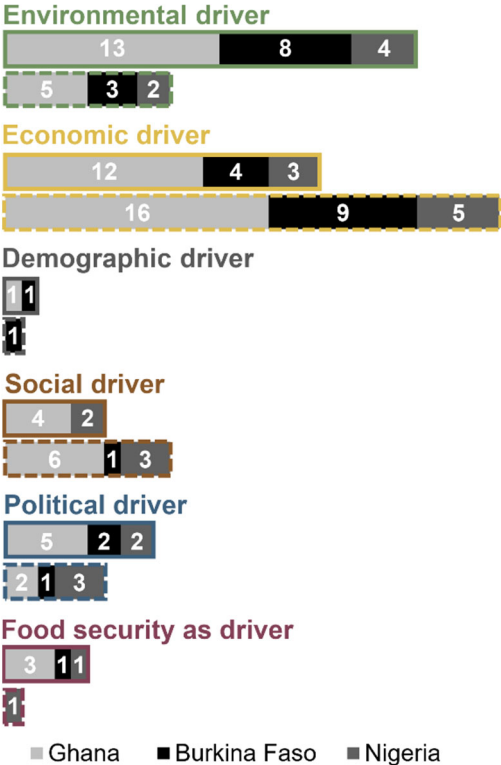 Environmental driver
13 8 4
5 3 2
Economic driver
12 4 3
16 9 5
Demographic driver
1 1
1
Social driver
4 2
6 1 3
Political driver
5 2 2
2 1 3
Food security as driver
3 1 1
1
Ghana Burkina Faso Nigeria